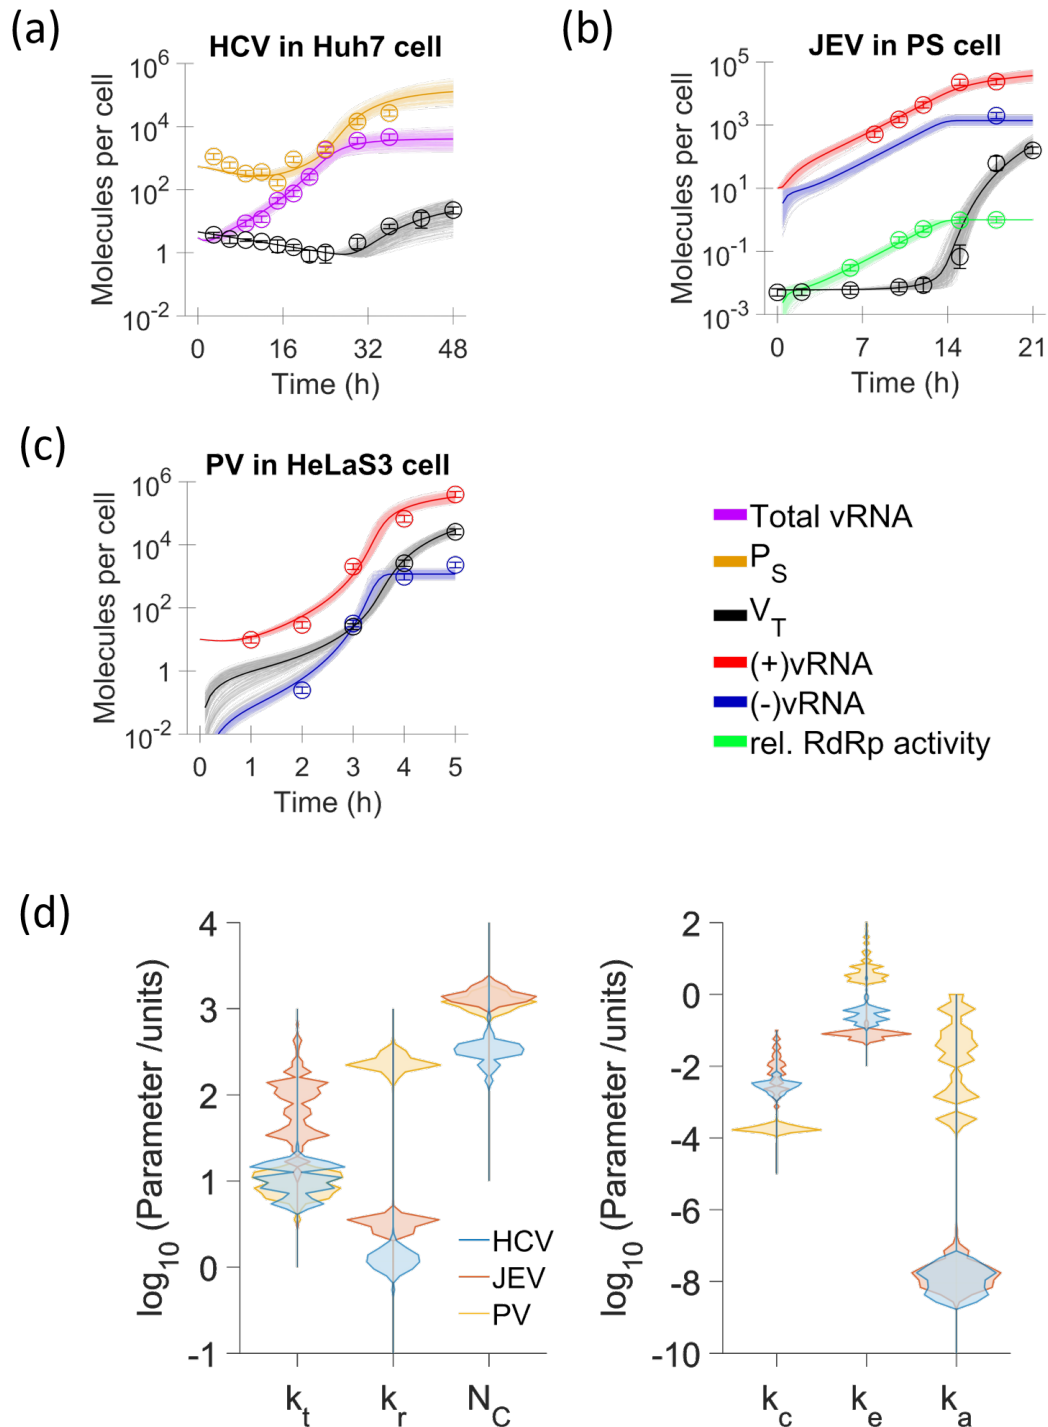 (a)
HCV in Huh7 cell
Molecules per cell
10^6
10^4
10^2
1
10^-2
0 16 32 48
Time (h)
(b)
JEV in PS cell
Molecules per cell
10^5
10^3
10^1
10^-1
10^-3
0 7 14 21
Time (h)
(c)
PV in HeLaS3 cell
Molecules per cell
10^6
10^4
10^2
1
10^-2
0 1 2 3 4 5
Time (h)
Total vRNA
P_S
V_T
(+)vRNA
(-)vRNA
rel. RdRp activity
(d)
log_10 (Parameter /units)
4
3
2
1
0
-1
k_t k_r N_C
HCV
JEV
PV
log_10 (Parameter /units)
2
0
-2
-4
-6
-8
-10
k_c k_e k_a